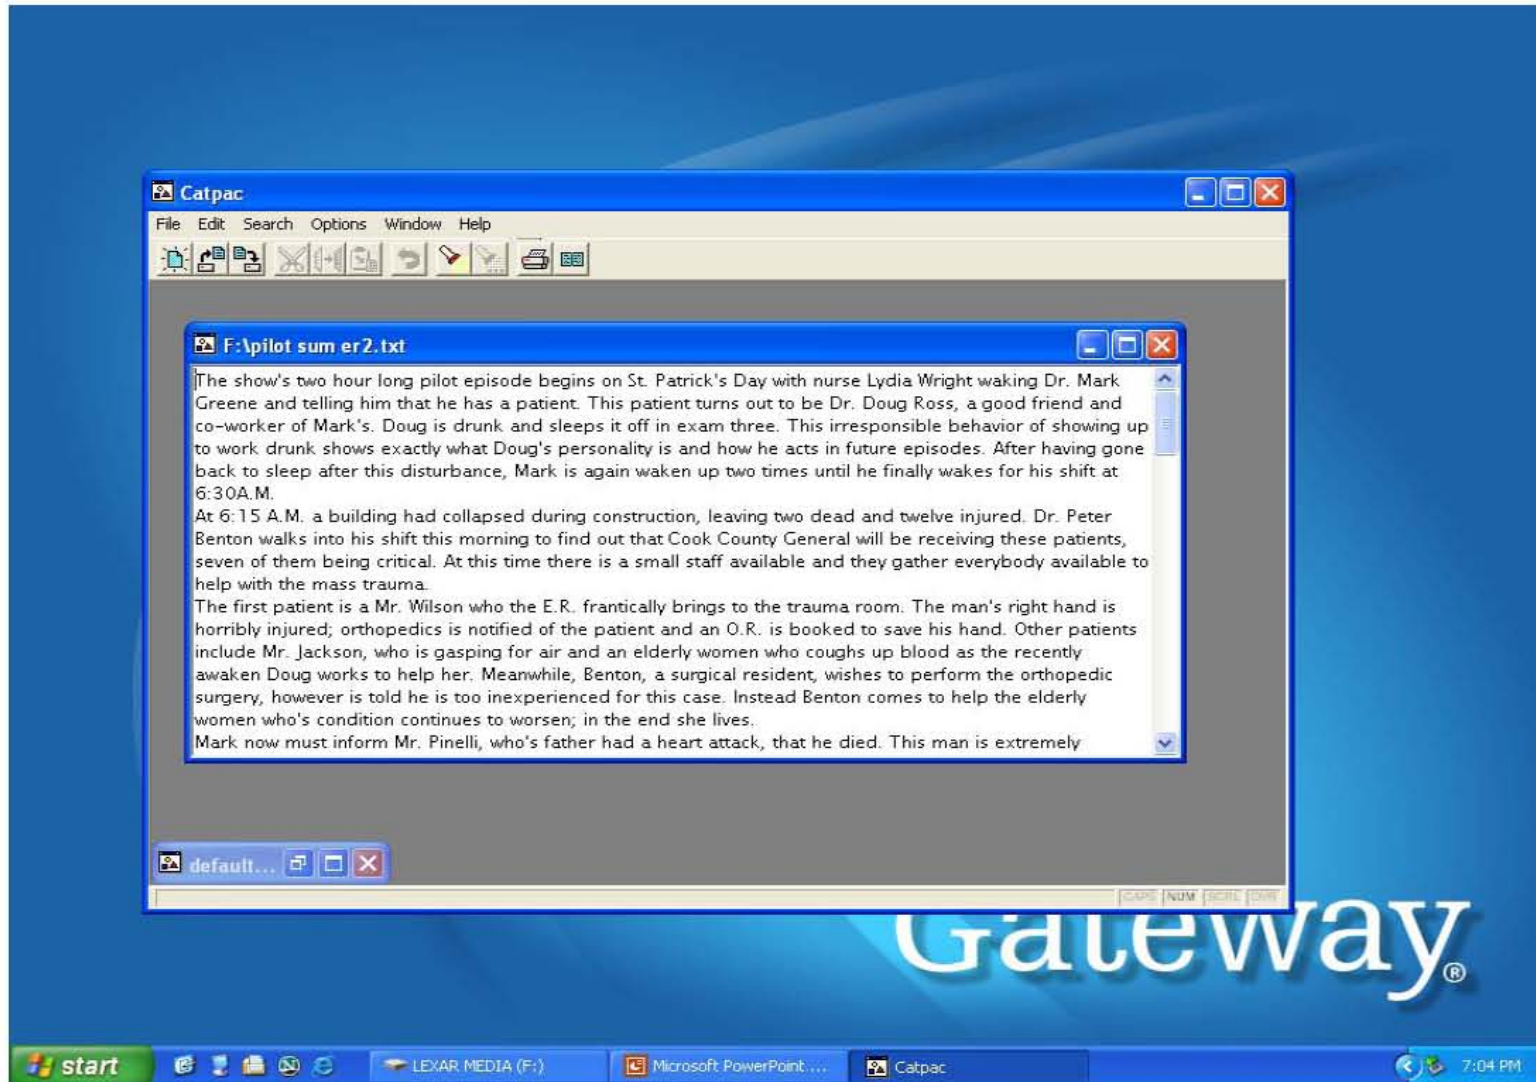 Catpac
File Edit Search Options Window Help
F:\pilot sum er2.txt
The show's two hour long pilot episode begins on St. Patrick's Day with nurse Lydia Wright waking Dr. Mark
Greene and telling him that he has a patient. This patient turns out to be Dr. Doug Ross, a good friend and
co-worker of Mark's. Doug is drunk and sleeps it off in exam three. This irresponsible behavior of showing up
to work drunk shows exactly what Doug's personality is and how he acts in future episodes. After having gone
back to sleep after this disturbance, Mark is again waken up two times until he finally wakes for his shift at
6:30A.M.
At 6:15 A.M. a building had collapsed during construction, leaving two dead and twelve injured. Dr. Peter
Benton walks into his shift this morning to find out that Cook County General will be receiving these patients,
seven of them being critical. At this time there is a small staff available and they gather everybody available to
help with the mass trauma.
The first patient is a Mr. Wilson who the E.R. frantically brings to the trauma room. The man's right hand is
horribly injured; orthopedics is notified of the patient and an O.R. is booked to save his hand. Other patients
include Mr. Jackson, who is gasping for air and an elderly women who coughs up blood as the recently
awaken Doug works to help her. Meanwhile, Benton, a surgical resident, wishes to perform the orthopedic
surgery, however is told he is too inexperienced for this case. Instead Benton comes to help the elderly
women who's condition continues to worsen; in the end she lives.
Mark now must inform Mr. Pinelli, who's father had a heart attack, that he died. This man is extremely
default...
CAPS NUM SCRL OVR
Gateway®
start LEXAR MEDIA (F:) Microsoft PowerPoint .... Catpac 7:04 PM